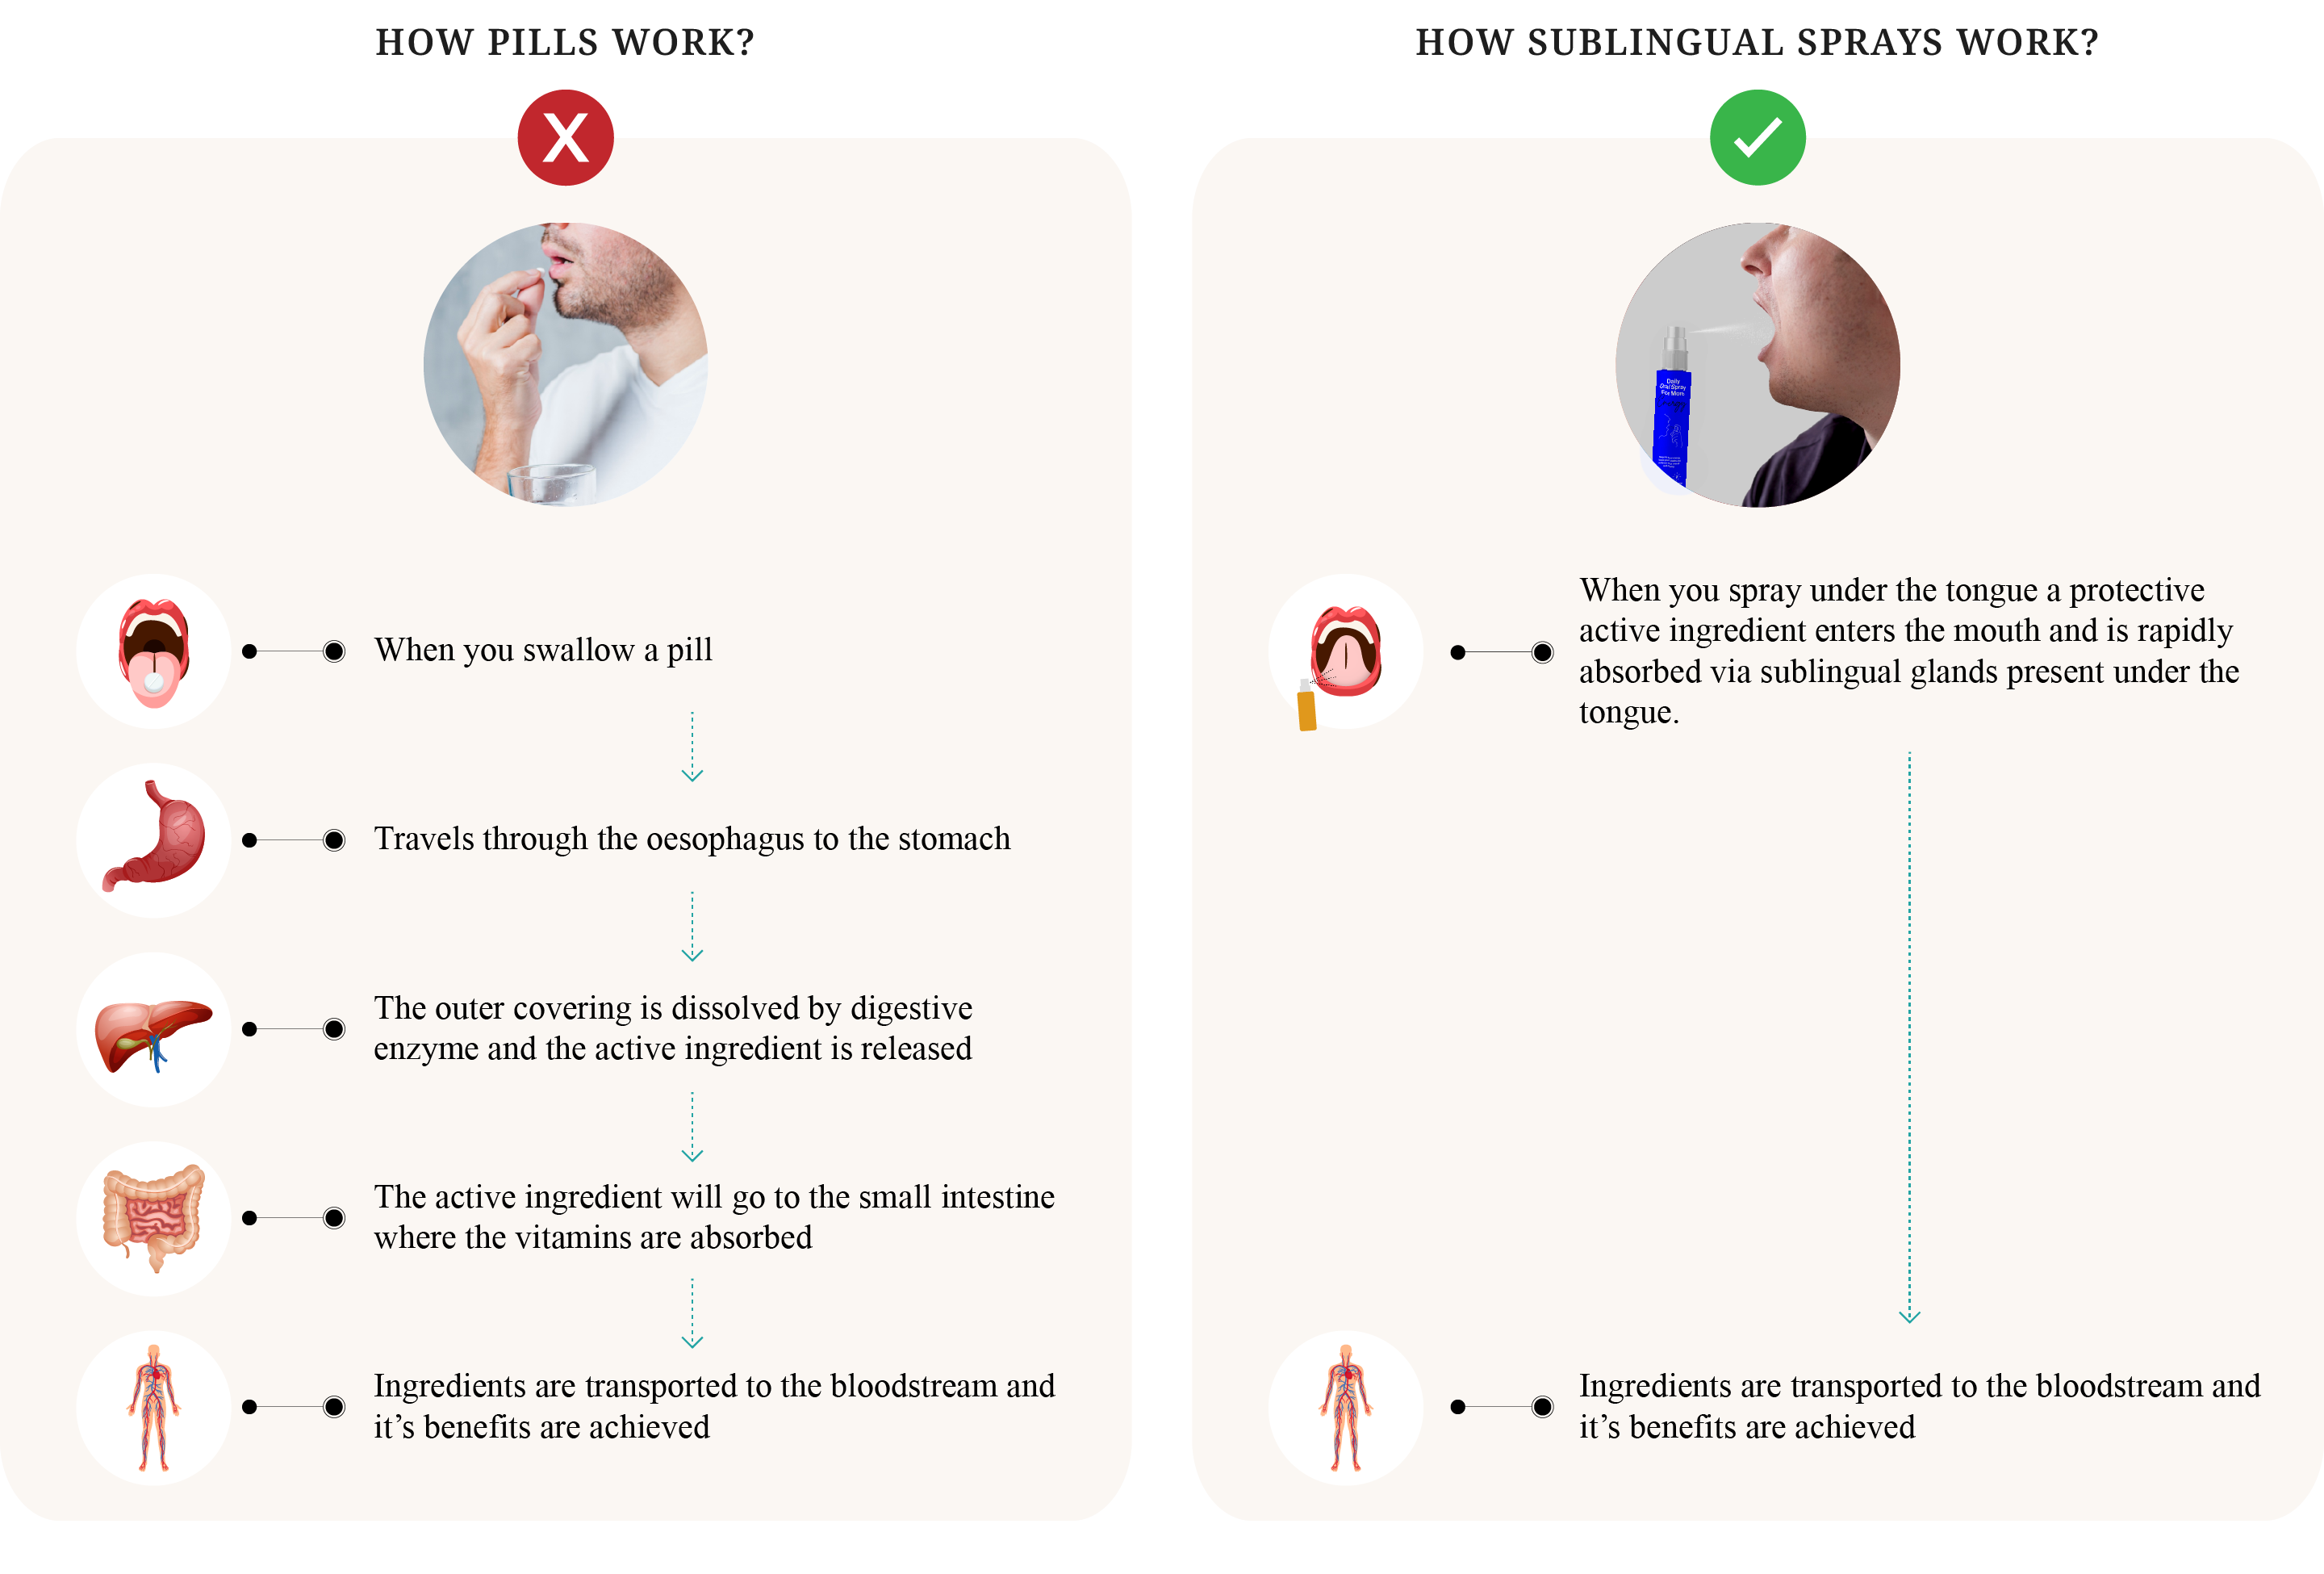 HOW PILLS WORK?
X
When you swallow a pill
Travels through the oesophagus to the stomach
The outer covering is dissolved by digestive
enzyme and the active ingredient is released
The active ingredient will go to the small intestine
where the vitamins are absorbed
Ingredients are transported to the bloodstream and
it’s benefits are achieved
HOW SUBLINGUAL SPRAYS WORK?
Daily
Oral Spray
For Mom
When you spray under the tongue a protective
active ingredient enters the mouth and is rapidly
absorbed via sublingual glands present under the
tongue.
Ingredients are transported to the bloodstream and
it’s benefits are achieved